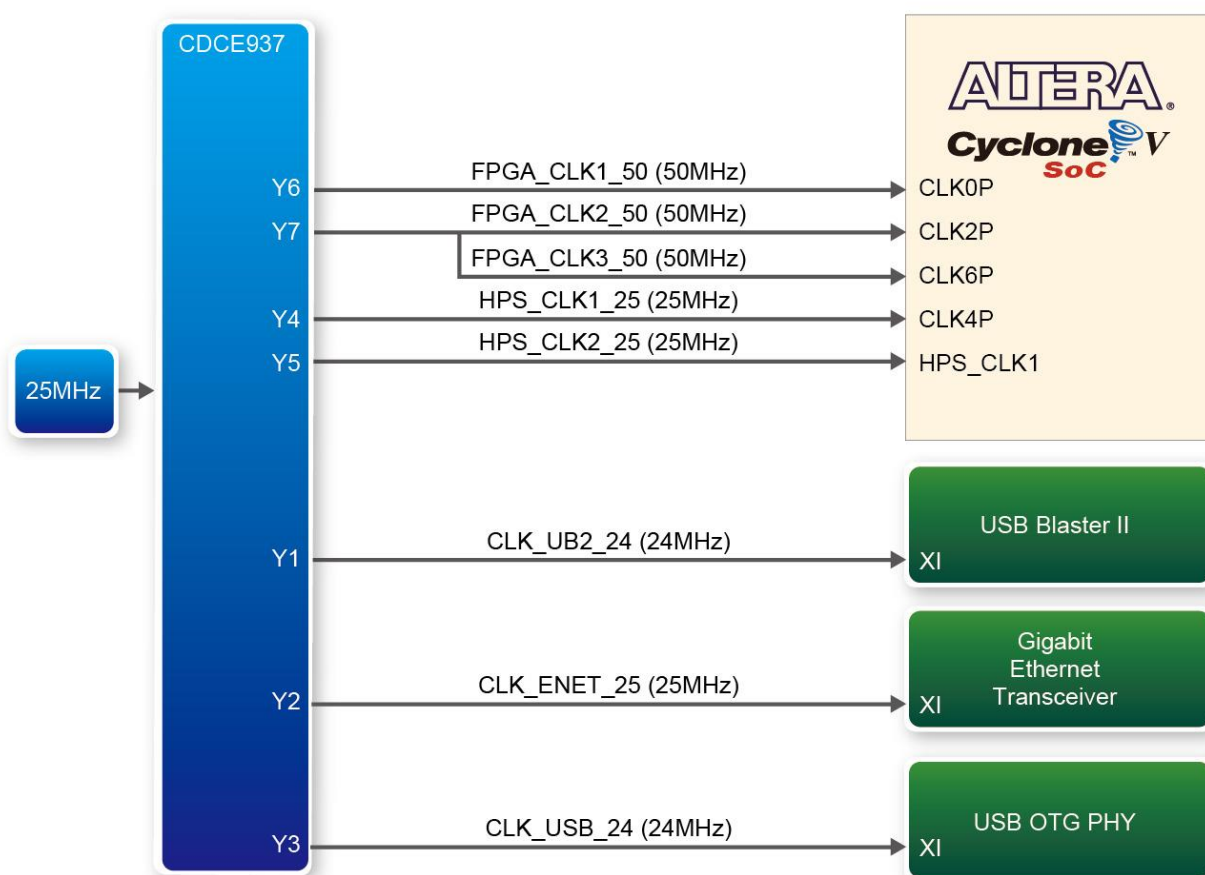 CDCE937
ALTERA®
Cyclone™ V
SoC
Y6
FPGA_CLK1_50 (50MHz)
CLK0P
Y7
FPGA_CLK2_50 (50MHz)
CLK2P
FPGA_CLK3_50 (50MHz)
CLK6P
Y4
HPS_CLK1_25 (25MHz)
CLK4P
Y5
HPS_CLK2_25 (25MHz)
HPS_CLK1
25MHz
Y1
CLK_UB2_24 (24MHz)
USB Blaster II
XI
Y2
CLK_ENET_25 (25MHz)
Gigabit
Ethernet
Transceiver
XI
Y3
CLK_USB_24 (24MHz)
USB OTG PHY
XI